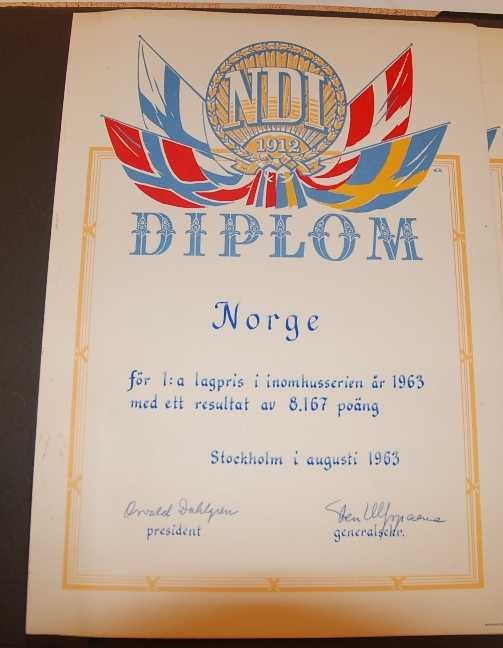 NDI
1912
DIPLOM
Norge
för 1:a lagpris i inomhusserien år 1963
med ett resultat av 8.167 poäng
Stockholm i augusti 1963
Osvald Dahlgren
president
generalsekr.